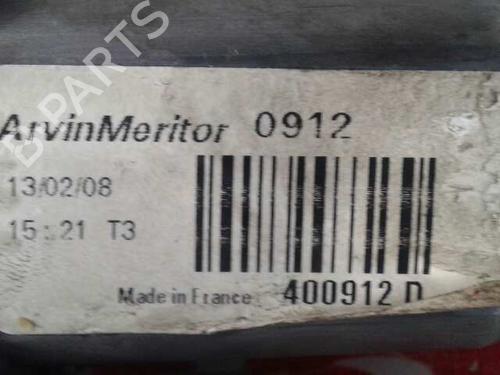 B PARTS
ArvinMeritor 0912
13/02/08
15:21 T3
Made in France
400912 D